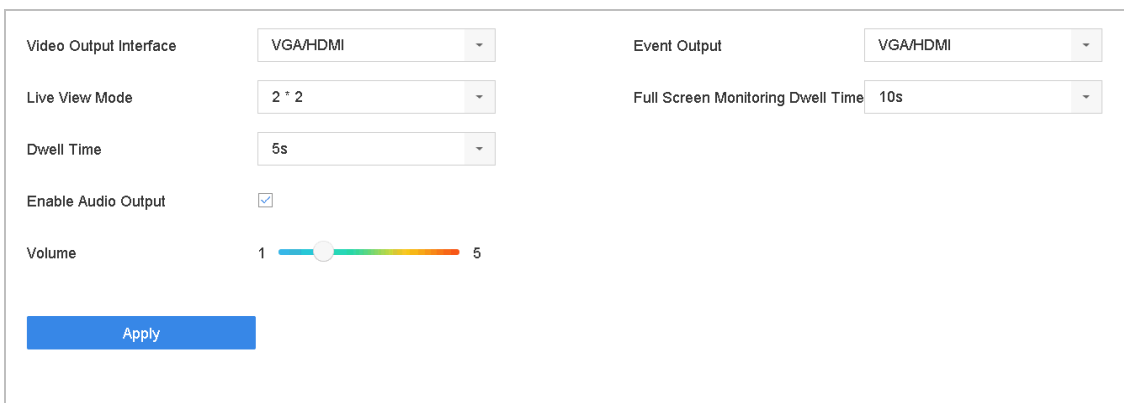 Video Output Interface VGA/HDMI Event Output VGA/HDMI
Live View Mode 2 * 2 Full Screen Monitoring Dwell Time 10s
Dwell Time 5s
Enable Audio Output
Volume 1 5
Apply